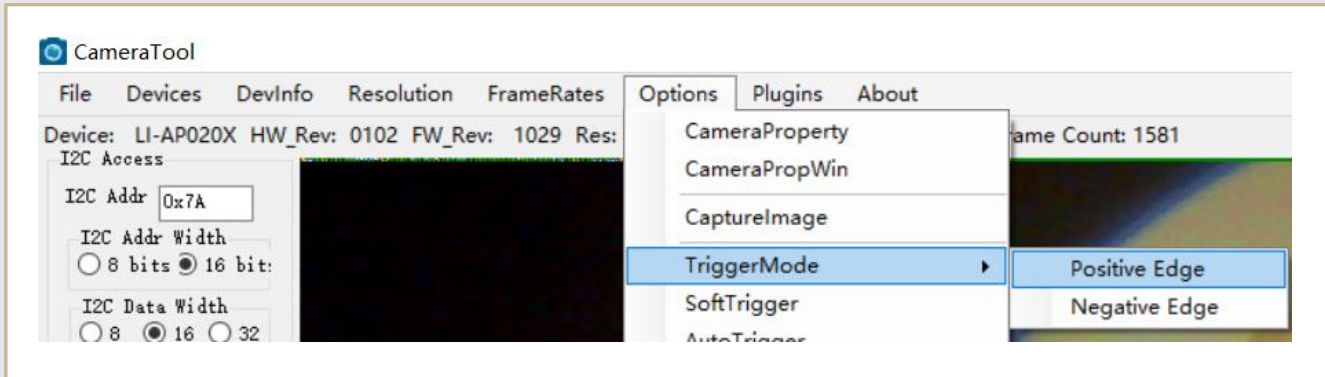 CameraTool
File Devices DevInfo Resolution FrameRates Options Plugins About
Device: LI-AP020X HW_Rev: 0102 FW_Rev: 1029 Res: ame Count: 1581
CameraProperty
CameraPropWin
CaptureImage
TriggerMode
Positive Edge
Negative Edge
SoftTrigger
AutoTrigger
I2C Access
I2C Addr 0x7A
I2C Addr Width
8 bits 16 bit:
I2C Data Width
8 16 32